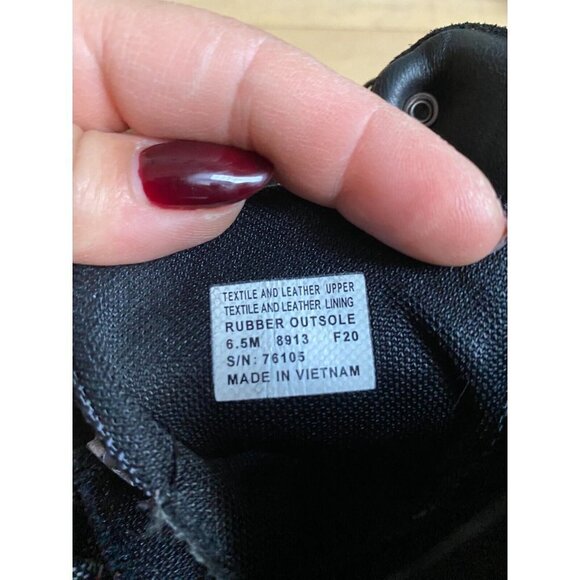 TEXTILE AND LEATHER UPPER
TEXTILE AND LEATHER LINING
RUBBER OUTSOLE
6.5M 8913 F20
S/N: 76105
MADE IN VIETNAM